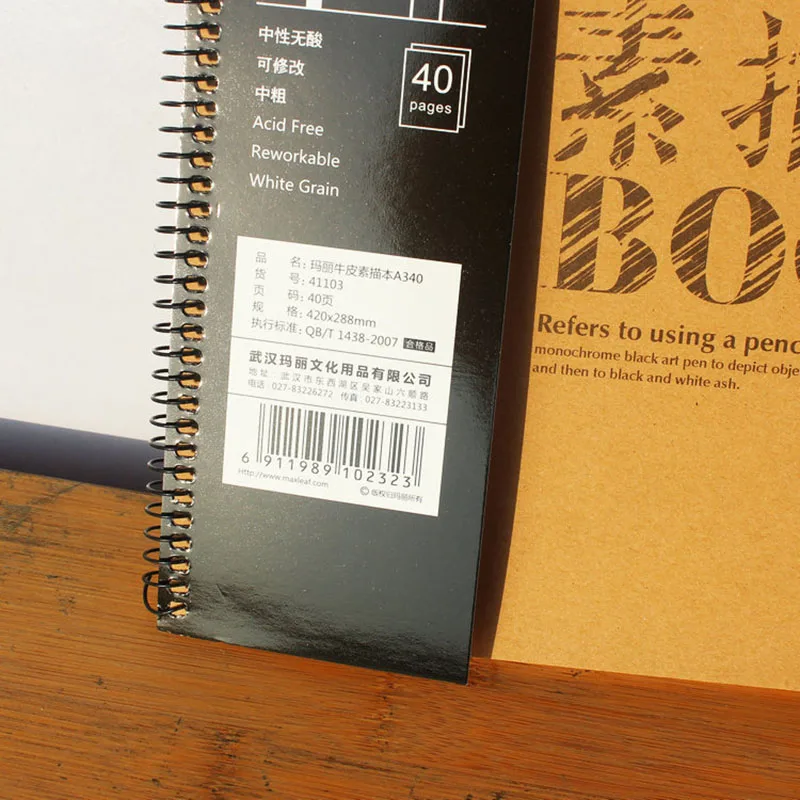 中性无酸
可修改
中粗
Acid Free
Reworkable
White Grain
40
pages
品 名: 玛丽牛皮素描本A340
货 号: 41103
页 码: 40页
规 格: 420x288mm
执行标准: QB/T 1438-2007 合格品
武汉玛丽文化用品有限公司
地址: 武汉市东西湖区吴家山六顺路
电话: 027-83226272 传真: 027-83223133
6 911989 102323
Http://www.maxleaf.com
© 版权归玛丽所有
素描
BOO
Refers to using a penc
monochrome black art pen to depict obje
and then to black and white ash.